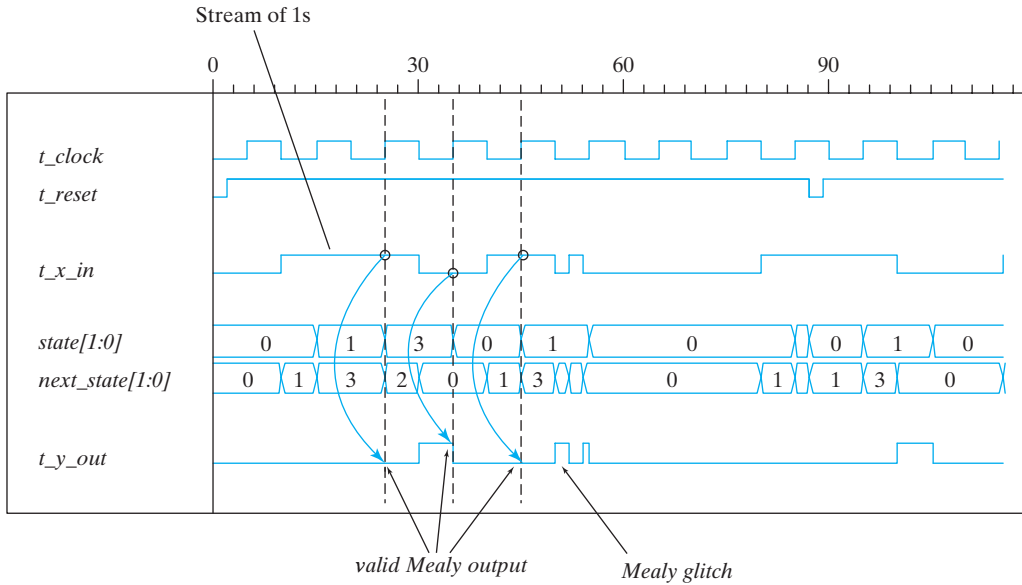 Stream of 1s
0 30 60 90
t_clock
t_reset
t_x_in
state[1:0] 0 1 3 0 1 0 0 1 0
next_state[1:0] 0 1 3 2 0 1 3 0 1 1 3 0
t_y_out
valid Mealy output
Mealy glitch